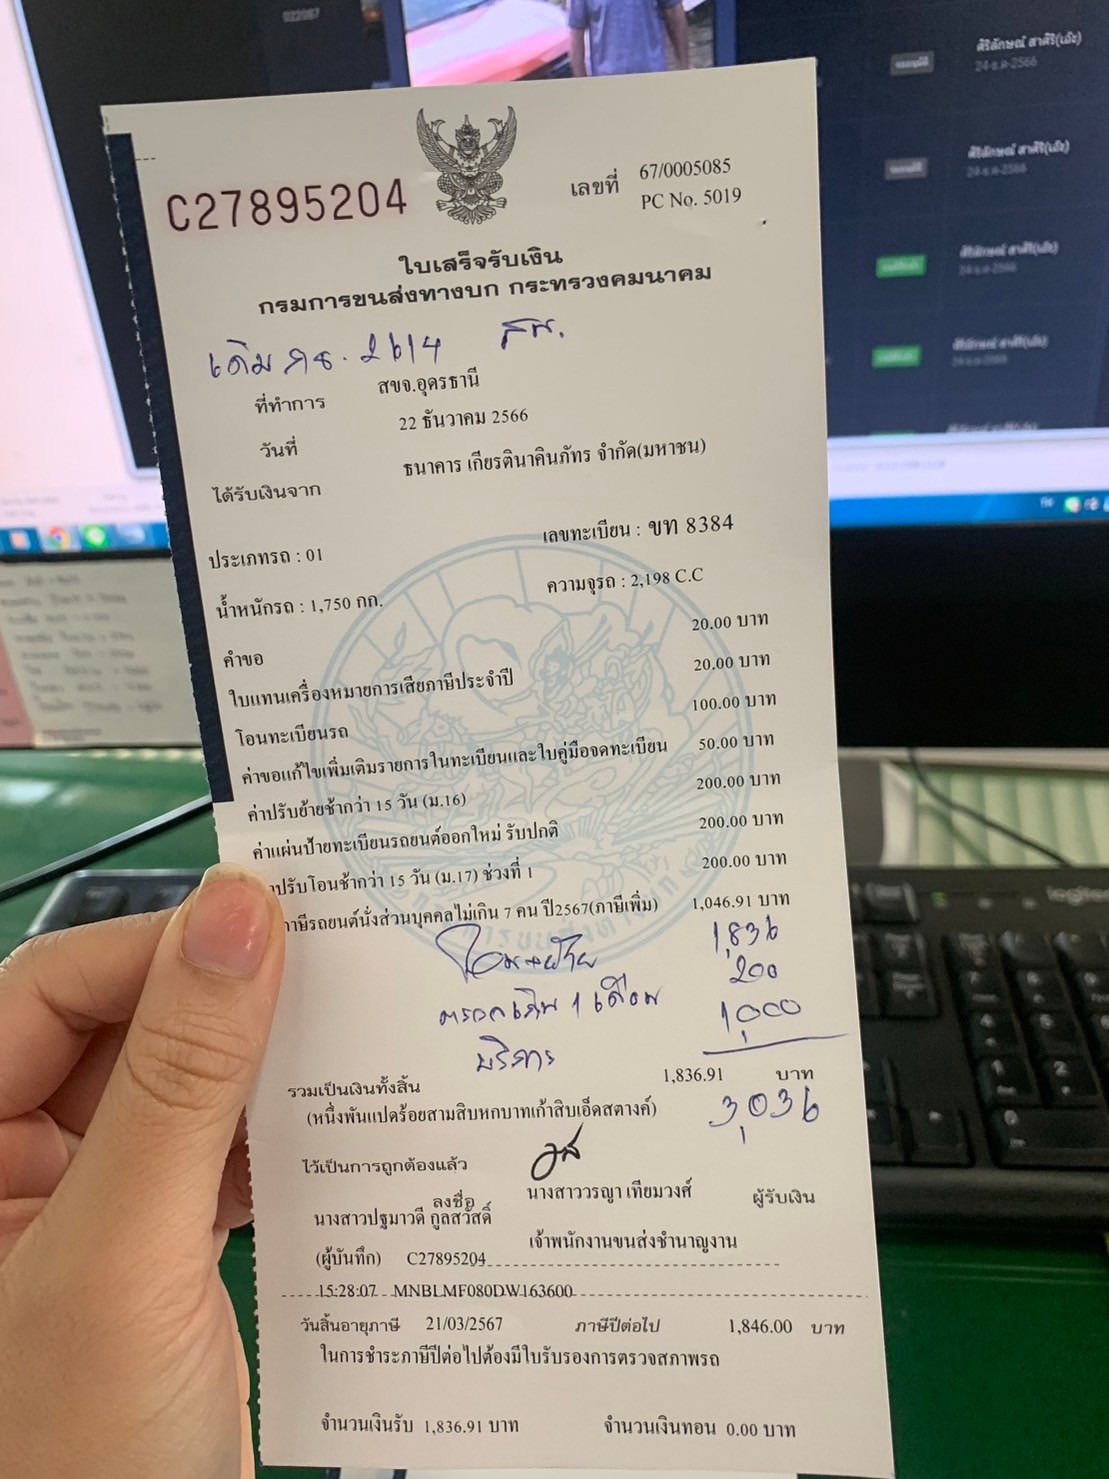 C27895204
เลขที่ 67/0005085
PC No. 5019
ใบเสร็จรับเงิน
กรมการขนส่งทางบก กระทรวงคมนาคม
เดิม 2614
ที่ทำการ สขจ.อุดรธานี
วันที่ 22 ธันวาคม 2566
ได้รับเงินจาก ธนาคาร เกียรตินาคินภัทร จำกัด(มหาชน)
ประเภทรถ : 01 เลขทะเบียน : ขท 8384
น้ำหนักรถ : 1,750 กก. ความจุรถ : 2,198 C.C
คำขอ 20.00 บาท
ใบแทนเครื่องหมายการเสียภาษีประจำปี 20.00 บาท
โอนทะเบียนรถ 100.00 บาท
ค่าขอแก้ไขเพิ่มเติมรายการในทะเบียนและใบคู่มือจดทะเบียน 50.00 บาท
ค่าปรับย้ายช้ากว่า 15 วัน (ม.16) 200.00 บาท
ค่าแผ่นป้ายทะเบียนรถยนต์ออกใหม่ รับปกติ 200.00 บาท
ปรับโอนช้ากว่า 15 วัน (ม.17) ช่วงที่ 1 200.00 บาท
ภาษีรถยนต์นั่งส่วนบุคคลไม่เกิน 7 คน ปี2567(ภาษีเพิ่ม) 1,046.91 บาท
โอน+ย้าย 1,836
1 เดือน 200
บริการ 1,000
รวมเป็นเงินทั้งสิ้น 1,836.91 บาท
(หนึ่งพันแปดร้อยสามสิบหกบาทเก้าสิบเอ็ดสตางค์) 3,036
ไว้เป็นการถูกต้องแล้ว
ลงชื่อ นางสาววรญา เทียมวงศ์ ผู้รับเงิน
นางสาวปฐมาวดี กูลสวัสดิ์
เจ้าพนักงานขนส่งชำนาญงาน
(ผู้บันทึก) C27895204
15:28:07 MNBLMF080DW163600
วันสิ้นอายุภาษี 21/03/2567 ภาษีปีต่อไป 1,846.00 บาท
ในการชำระภาษีปีต่อไปต้องมีใบรับรองการตรวจสภาพรถ
จำนวนเงินรับ 1,836.91 บาท จำนวนเงินทอน 0.00 บาท